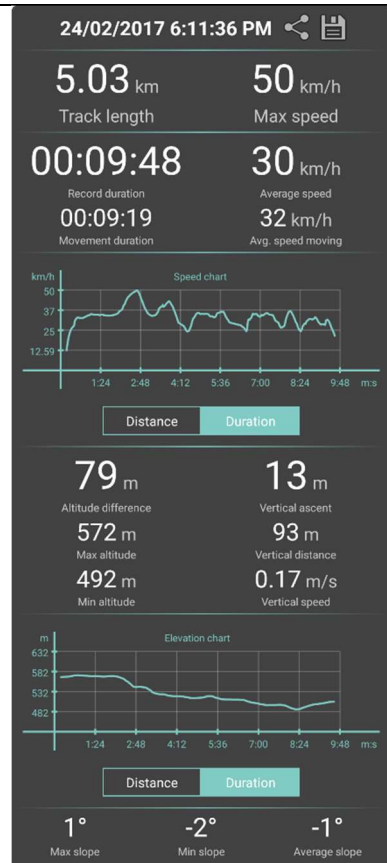 24/02/2017 6:11:36 PM
5.03 km 50 km/h
Track length Max speed
00:09:48 30 km/h
Record duration Average speed
00:09:19 32 km/h
Movement duration Avg. speed moving
km/h Speed chart
50
37
25
12.59
1:24 2:48 4:12 5:36 7:00 8:24 9:48 m:s
Distance Duration
79 m 13 m
Altitude difference Vertical ascent
572 m 93 m
Max altitude Vertical distance
492 m 0.17 m/s
Min altitude Vertical speed
m Elevation chart
632
582
532
482
1:24 2:48 4:12 5:36 7:00 8:24 9:48 m:s
Distance Duration
1° -2° -1°
Max slope Min slope Average slope